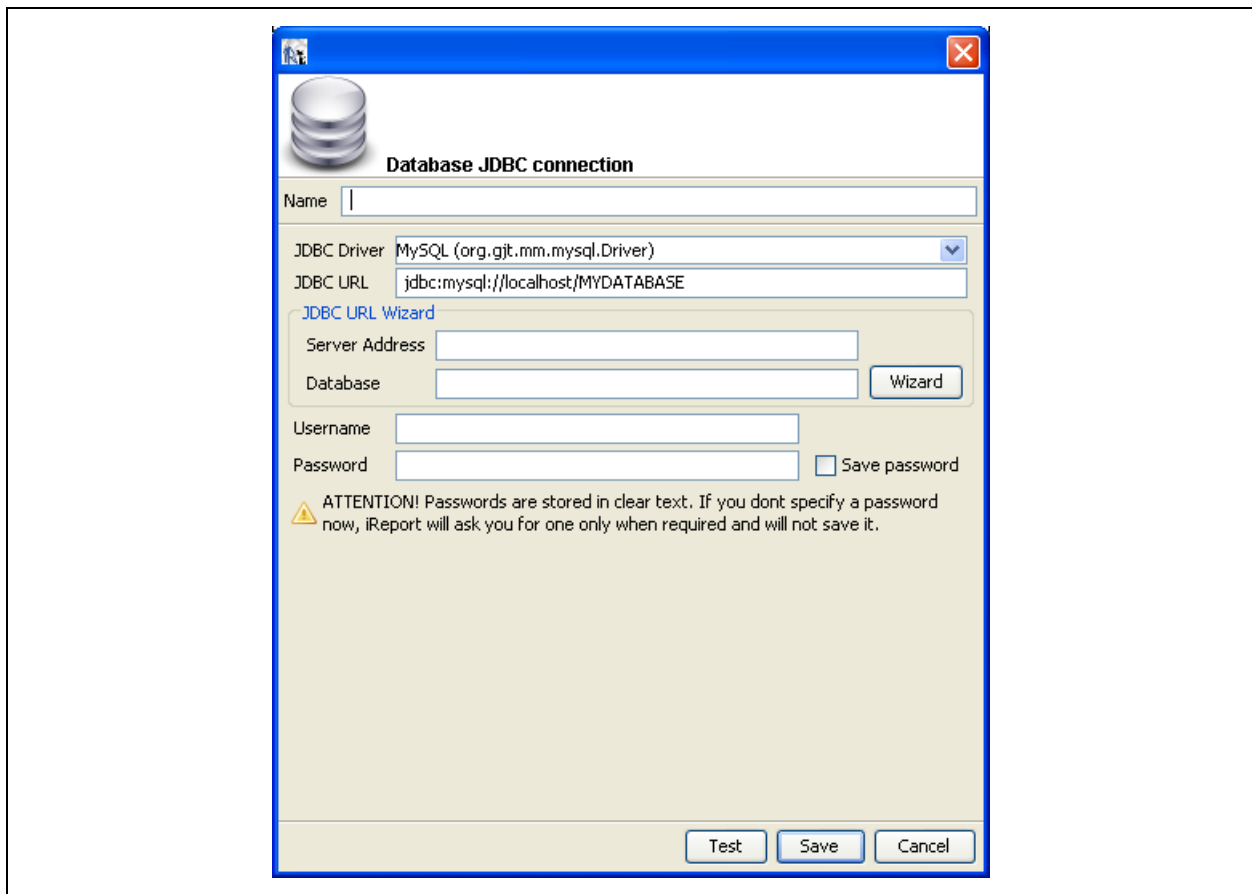 Database JDBC connection
Name
JDBC Driver MySQL (org.gjt.mm.mysql.Driver)
JDBC URL jdbc:mysql://localhost/MYDATABASE
JDBC URL Wizard
Server Address
Database Wizard
Username
Password Save password
ATTENTION! Passwords are stored in clear text. If you dont specify a password
now, iReport will ask you for one only when required and will not save it.
Test Save Cancel